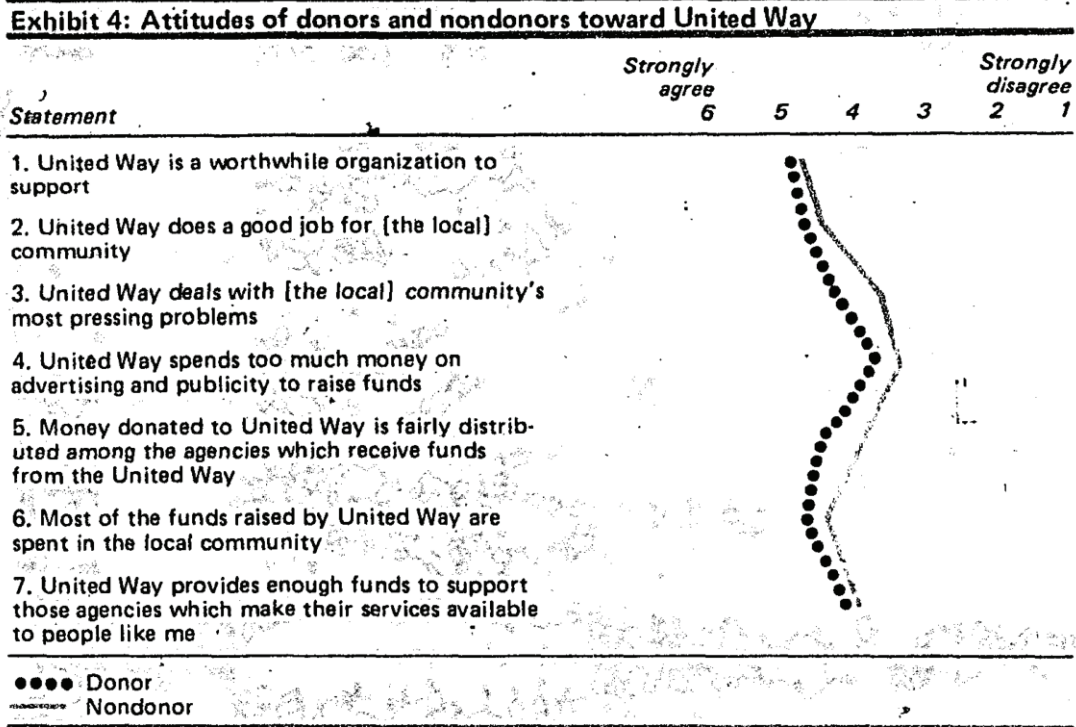 Exhibit 4: Attitudes of donors and nondonors toward United Way
Strongly agree
Strongly disagree
Statement
6 5 4 3 2 1
1. United Way is a worthwhile organization to
support
2. United Way does a good job for [the local]
community
3. United Way deals with [the local] community's
most pressing problems
4. United Way spends too much money on
advertising and publicity to raise funds
5. Money donated to United Way is fairly distrib-
uted among the agencies which receive funds
from the United Way
6. Most of the funds raised by United Way are
spent in the local community
7. United Way provides enough funds to support
those agencies which make their services available
to people like me
Donor
Nondonor